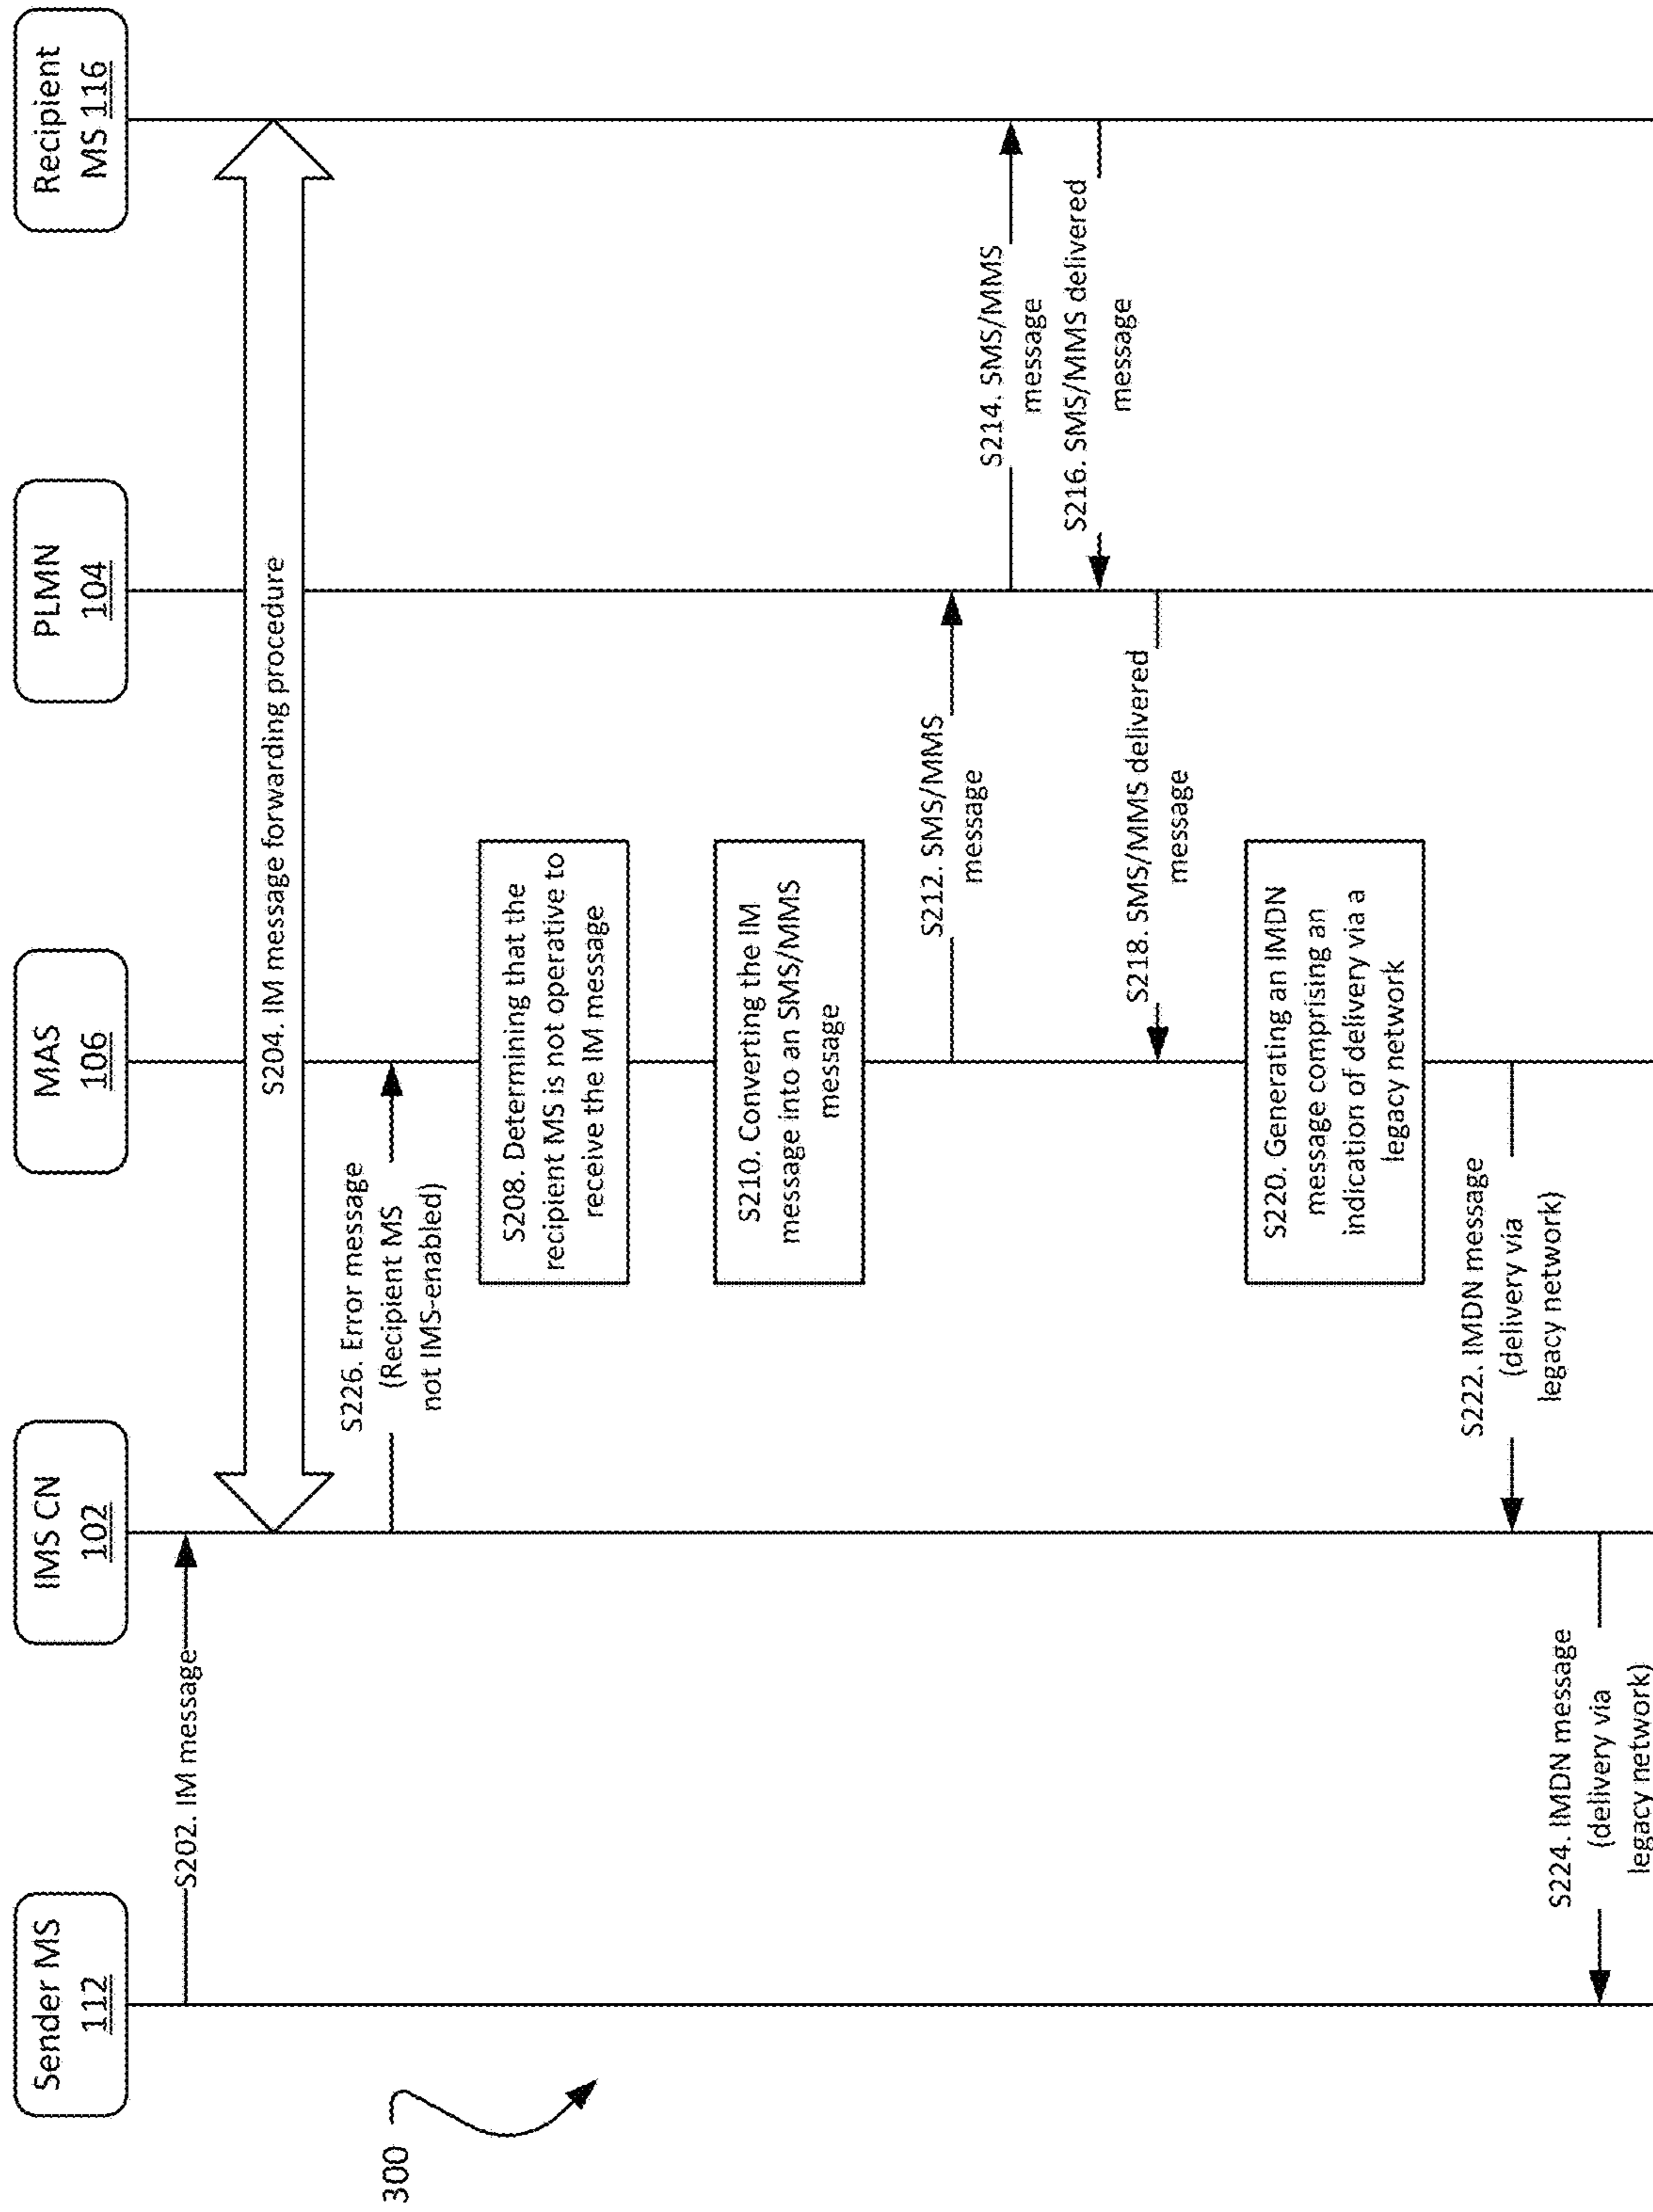 Sender MS
112
IMS CN
102
MAS
106
PLMN
104
Recipient
MS 116
S202. IM message
S204. IM message forwarding procedure
S226. Error message
(Recipient MS
not IMS-enabled)
S208. Determining that the
recipient MS is not operative to
receive the IM message
S210. Converting the IM
message into an SMS/MMS
message
S212. SMS/MMS
message
S214. SMS/MMS
message
S216. SMS/MMS delivered
message
S218. SMS/MMS delivered
message
S220. Generating an IMDN
message comprising an
indication of delivery via a
legacy network
S222. IMDN message
(delivery via
legacy network)
S224. IMDN message
(delivery via
legacy network)
300